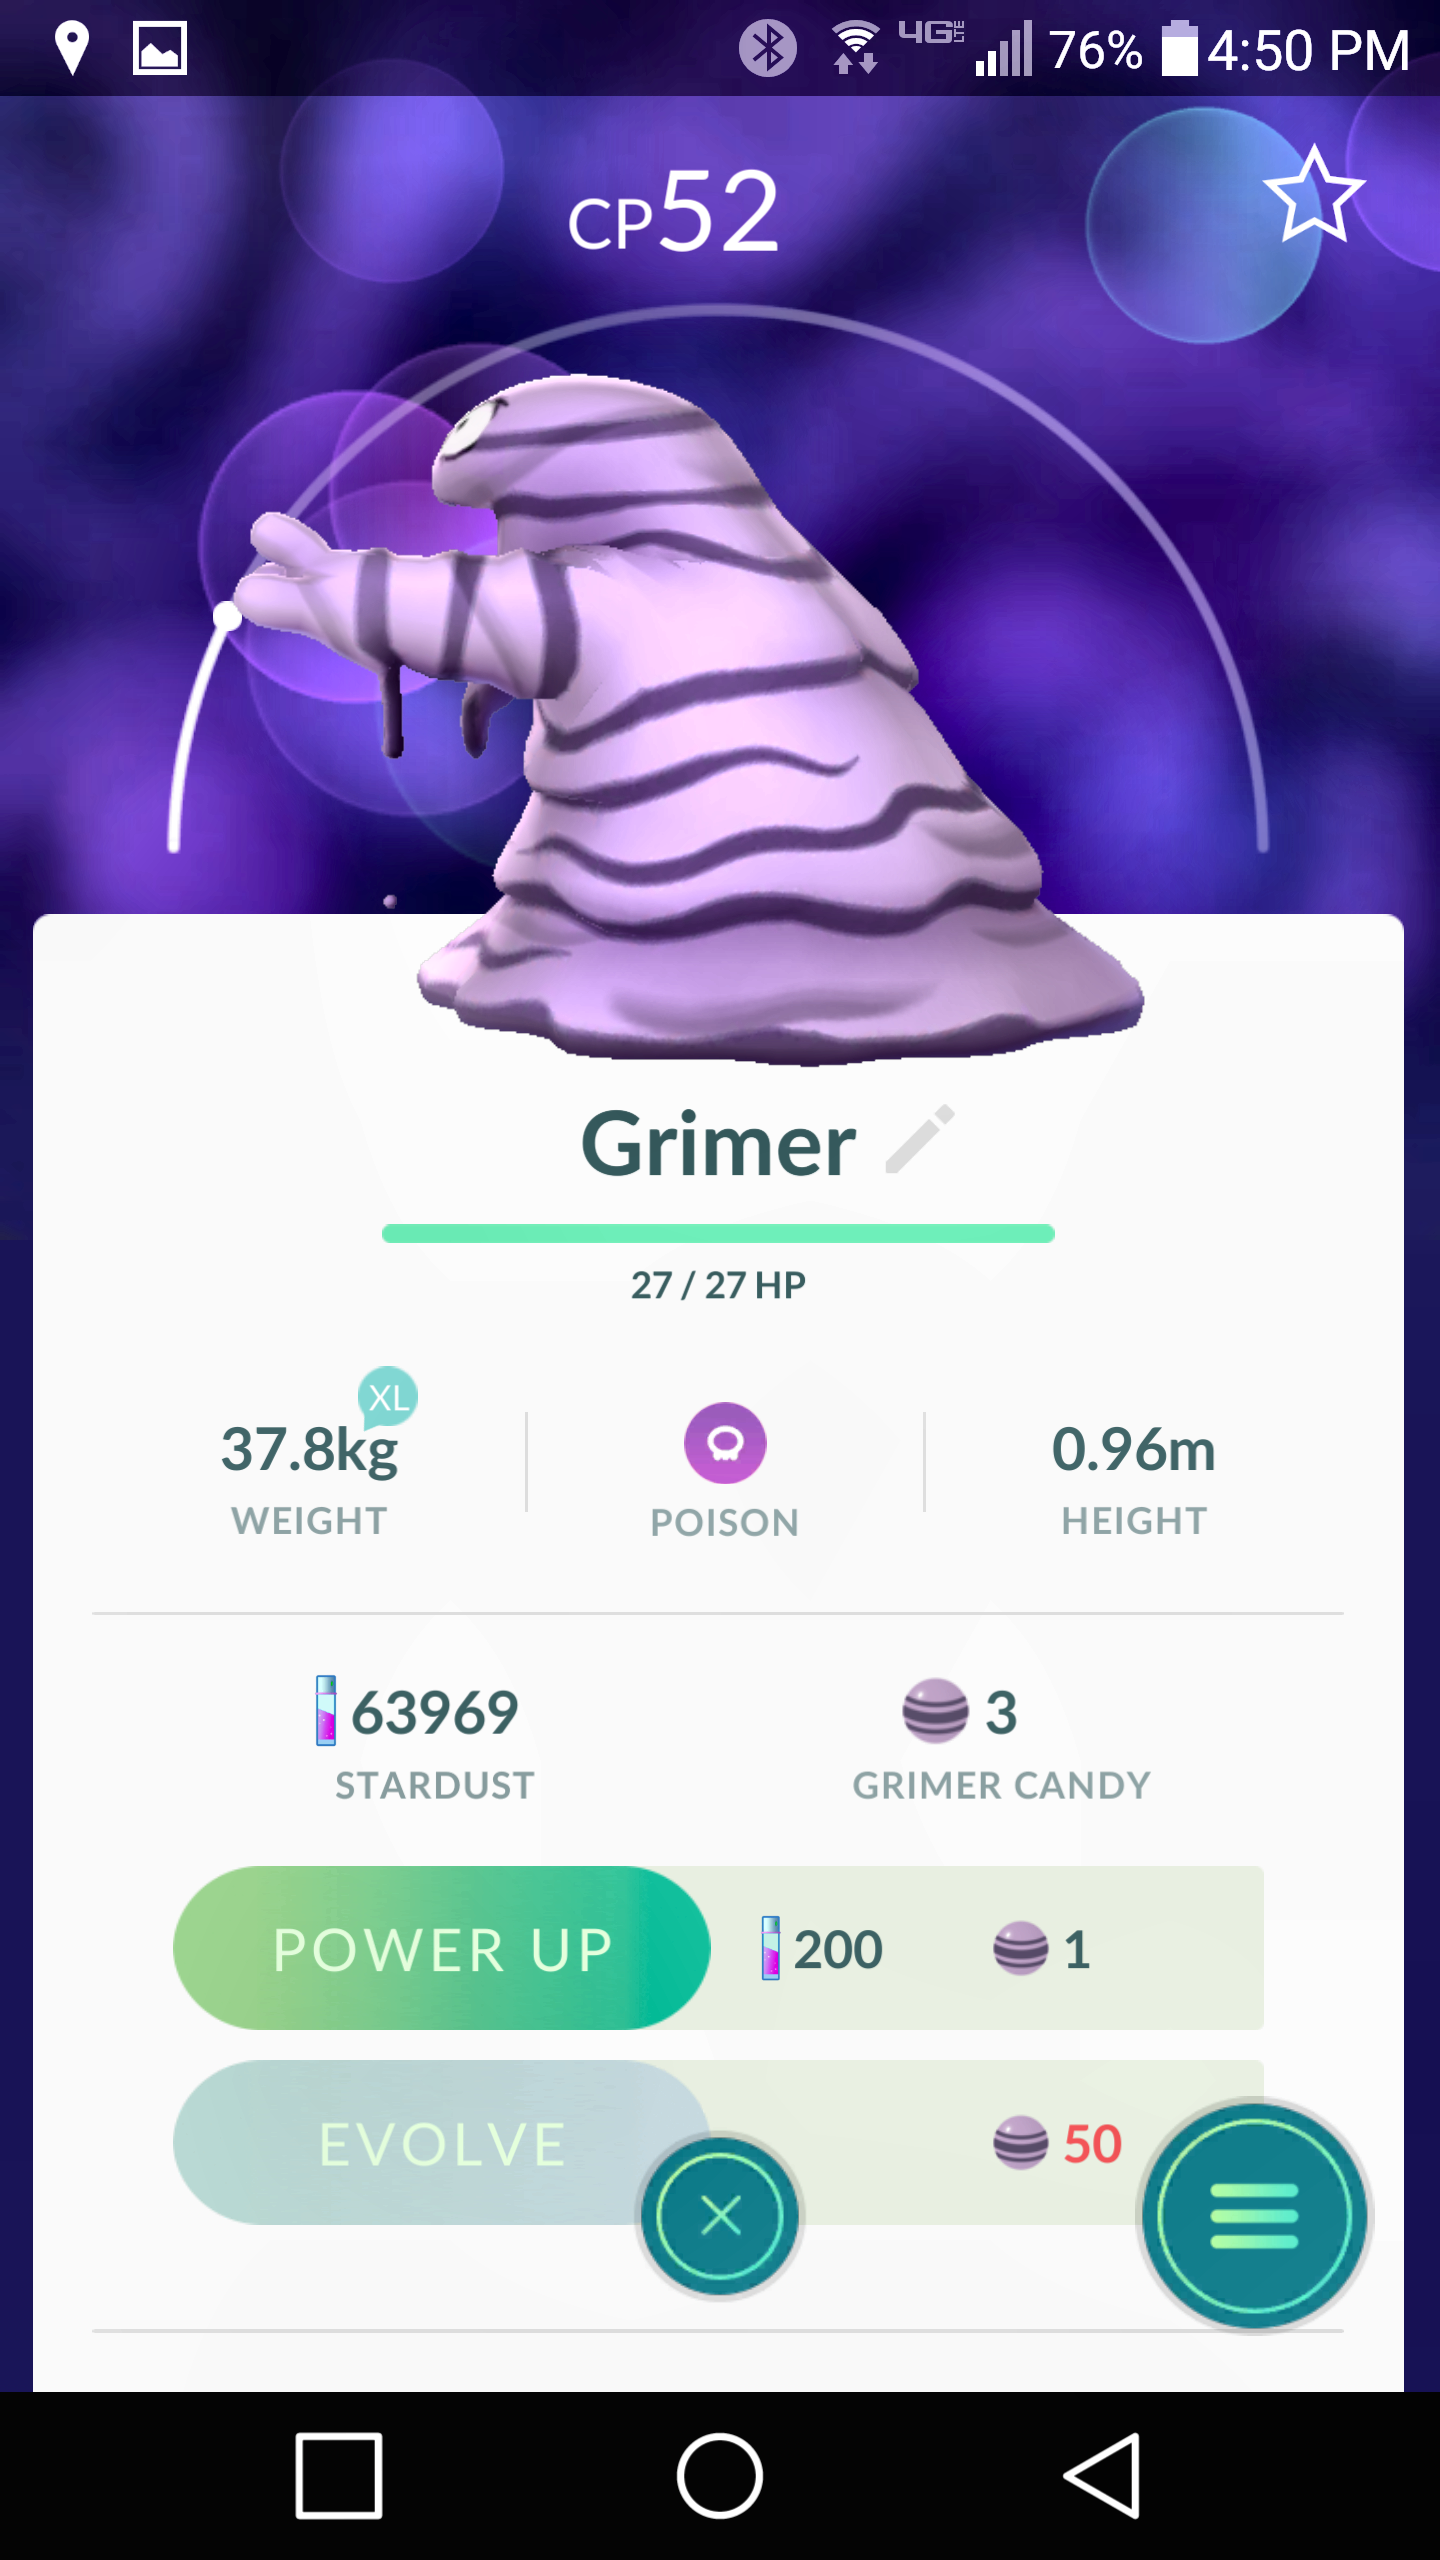 4G LTE 76% 4:50 PM
CP52
Grimer
27 / 27 HP
XL
37.8kg
WEIGHT
POISON
0.96m
HEIGHT
63969
STARDUST
3
GRIMER CANDY
POWER UP 200 1
EVOLVE 50